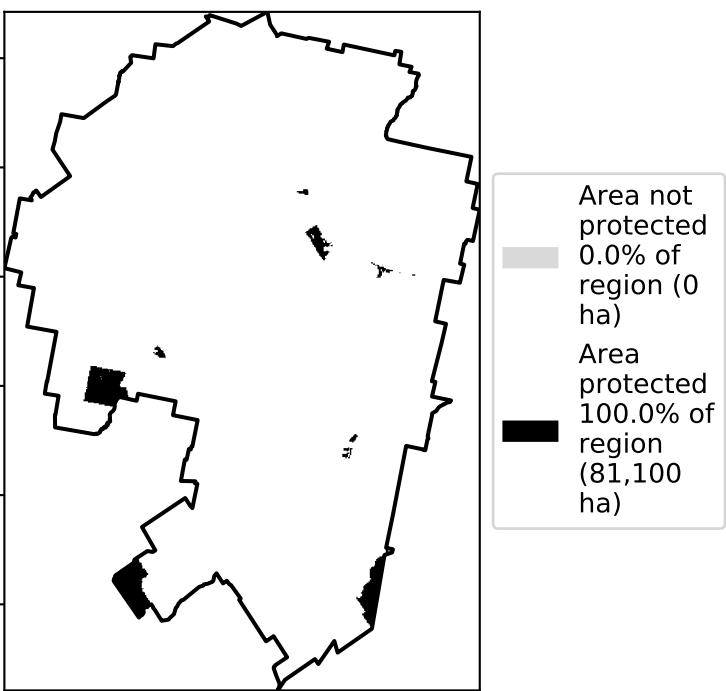 Area not
protected
0.0% of
region (0
ha)
Area
protected
100.0% of
region
(81,100
ha)